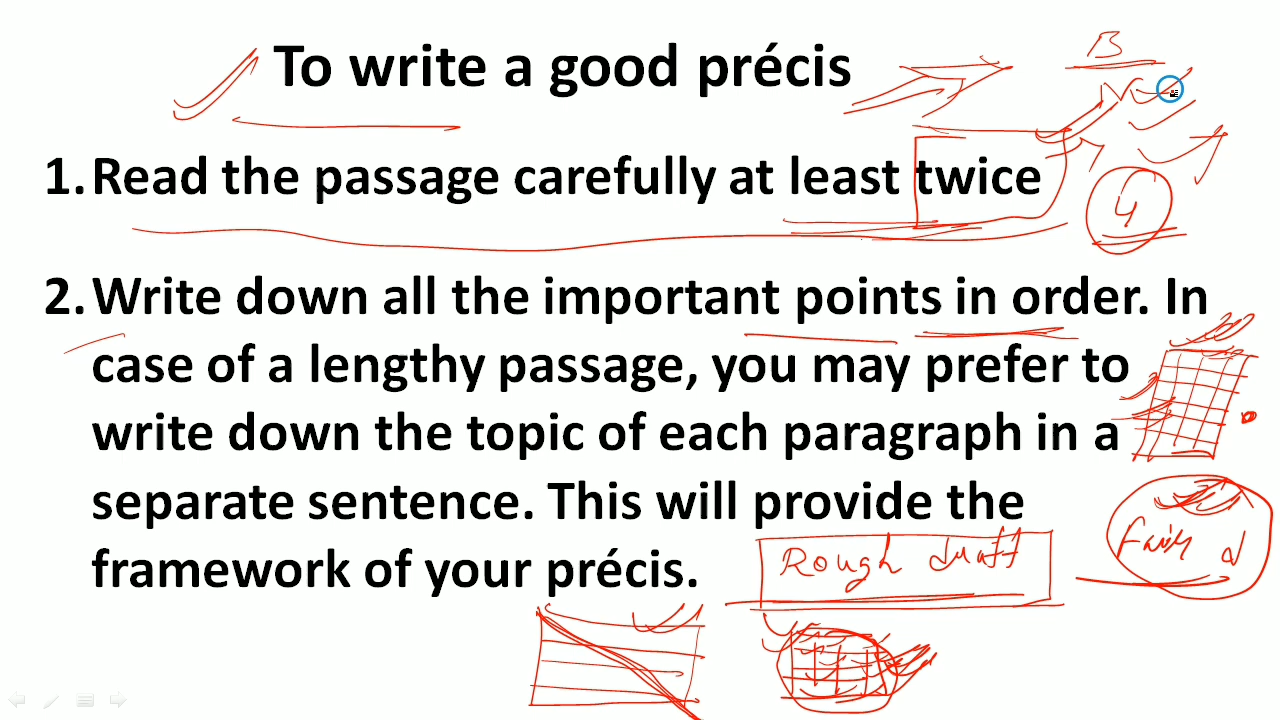 To write a good précis
B
N
1. Read the passage carefully at least twice
4
2. Write down all the important points in order. In
case of a lengthy passage, you may prefer to
write down the topic of each paragraph in a
separate sentence. This will provide the
framework of your précis.
Rough draft